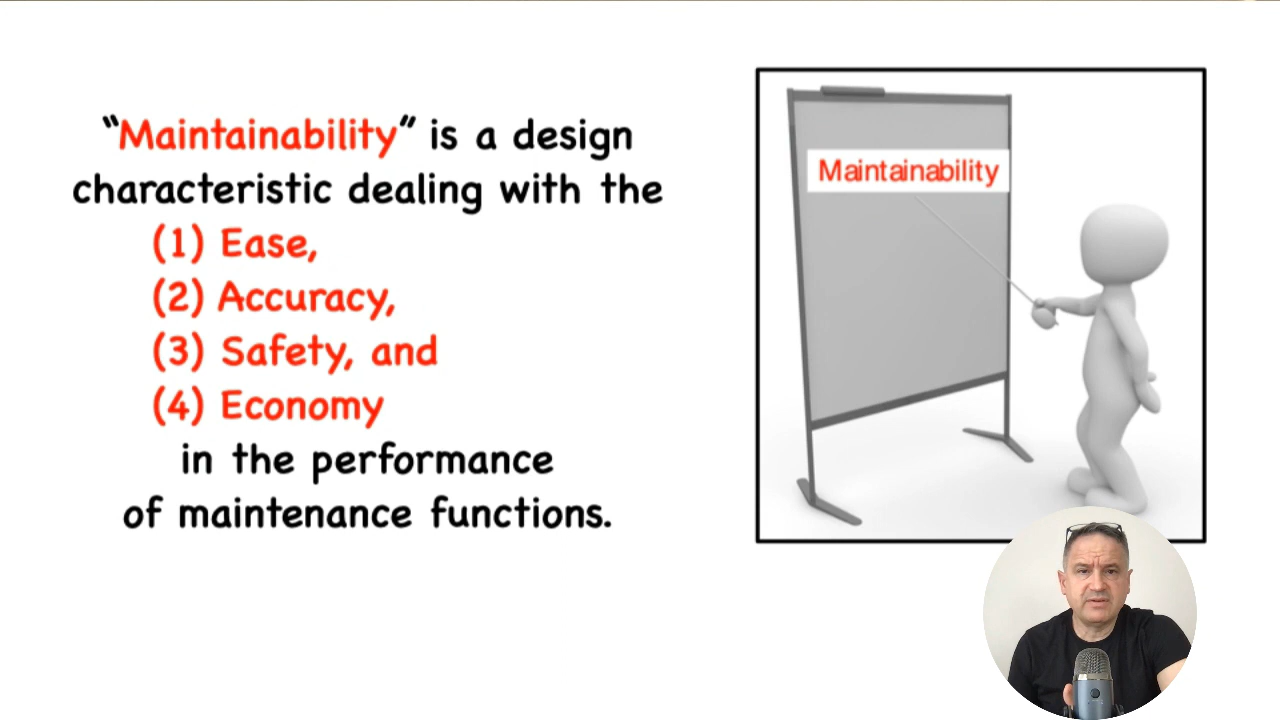 “Maintainability” is a design
characteristic dealing with the
(1) Ease,
(2) Accuracy,
(3) Safety, and
(4) Economy
in the performance
of maintenance functions.
Maintainability